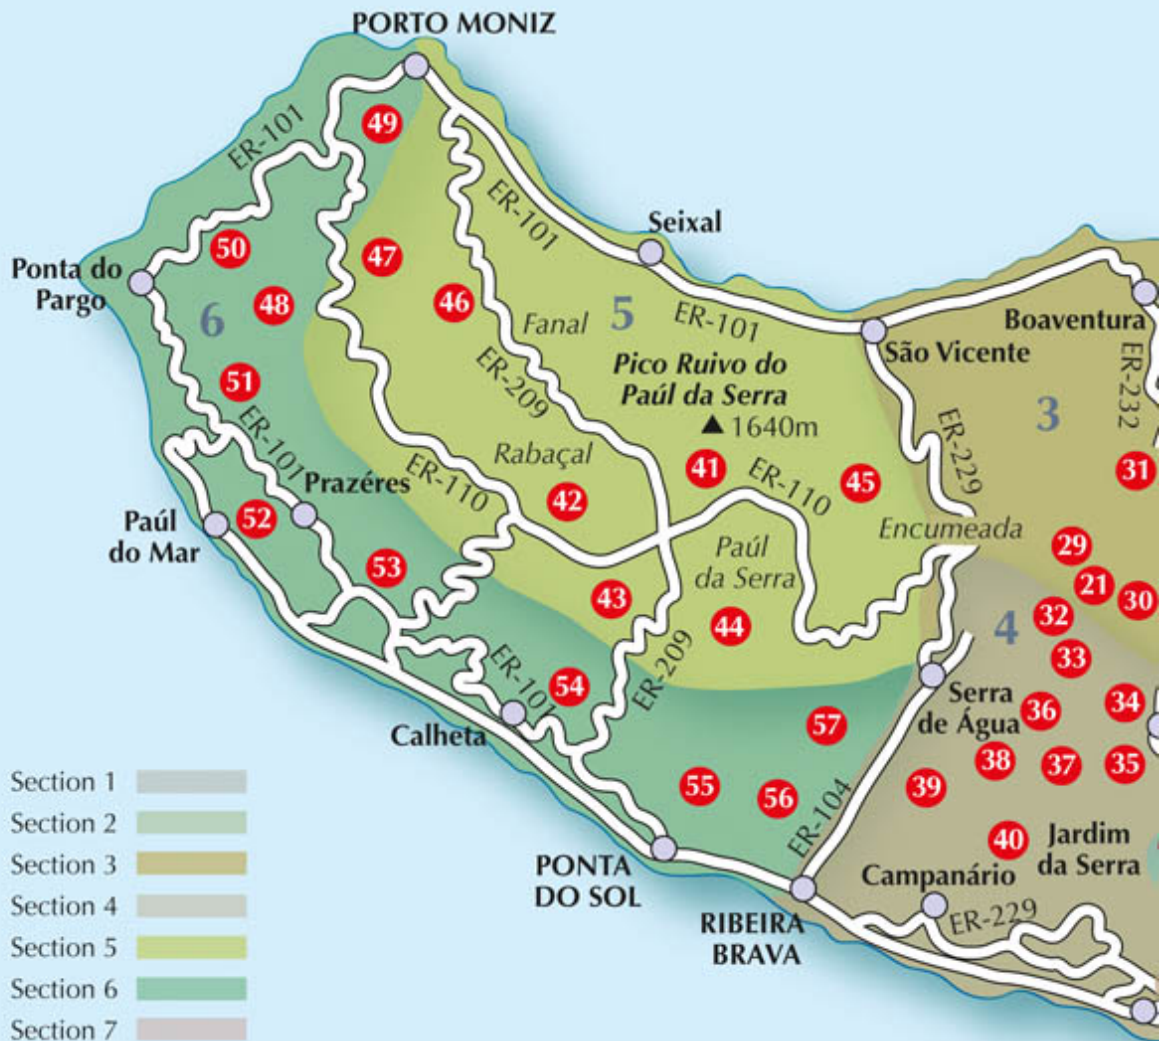 PORTO MONIZ
49
ER-101
ER-101
Seixal
50
47
Ponta do
Pargo
48
46
6
Fanal
5
ER-101
Boaventura
São Vicente
ER-209
Pico Ruivo do
Paúl da Serra
1640m
51
ER-232
3
ER-101
Rabaçal
41
ER-110
45
ER-229
31
Prazéres
ER-110
42
52
Paúl
do Mar
Encumeada
53
Paúl
da Serra
29
21
30
43
44
32
4
33
ER-209
ER-101
54
Serra
de Água
36
34
Calheta
57
38
37
35
Section 1
55
56
39
Section 2
ER-104
40
Jardim
da Serra
Section 3
PONTA
DO SOL
Campanário
Section 4
RIBEIRA
BRAVA
ER-229
Section 5
Section 6
Section 7